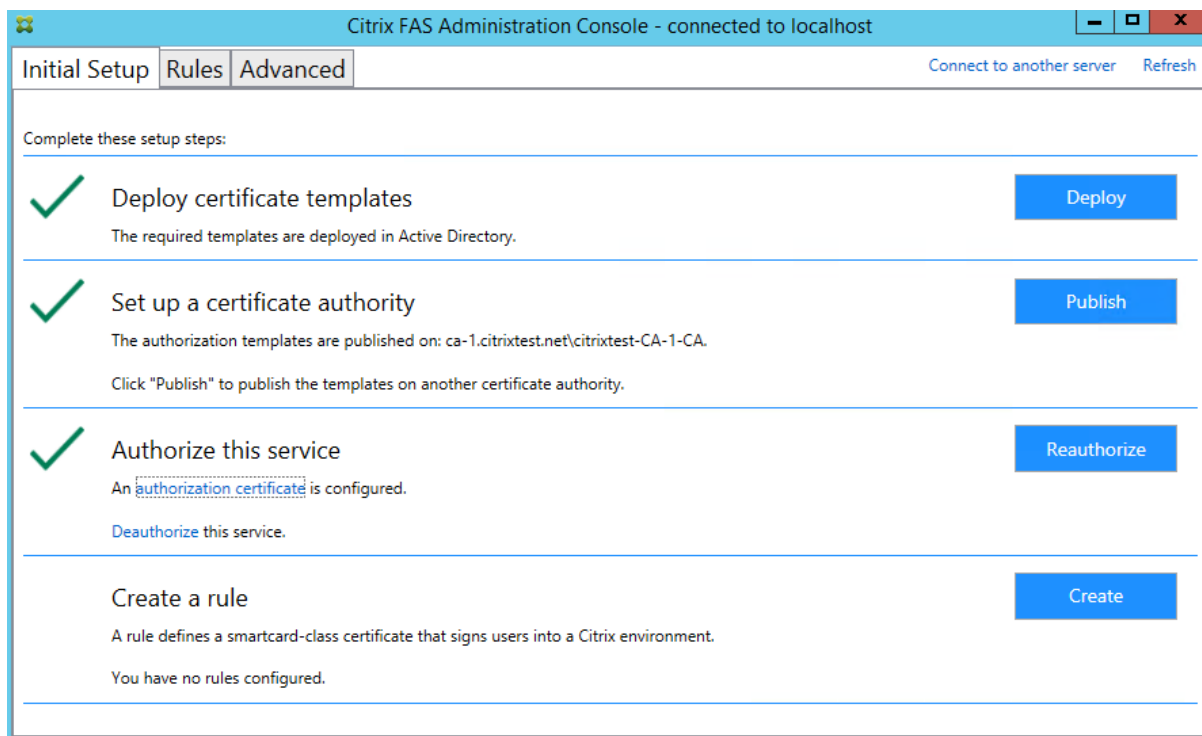 Citrix FAS Administration Console - connected to localhost
Initial Setup Rules Advanced Connect to another server Refresh
Complete these setup steps:
Deploy certificate templates
Deploy
The required templates are deployed in Active Directory.
Set up a certificate authority
Publish
The authorization templates are published on: ca-1.citrixtest.net\citrixtest-CA-1-CA.
Click "Publish" to publish the templates on another certificate authority.
Authorize this service
Reauthorize
An authorization certificate is configured.
Deauthorize this service.
Create a rule
Create
A rule defines a smartcard-class certificate that signs users into a Citrix environment.
You have no rules configured.